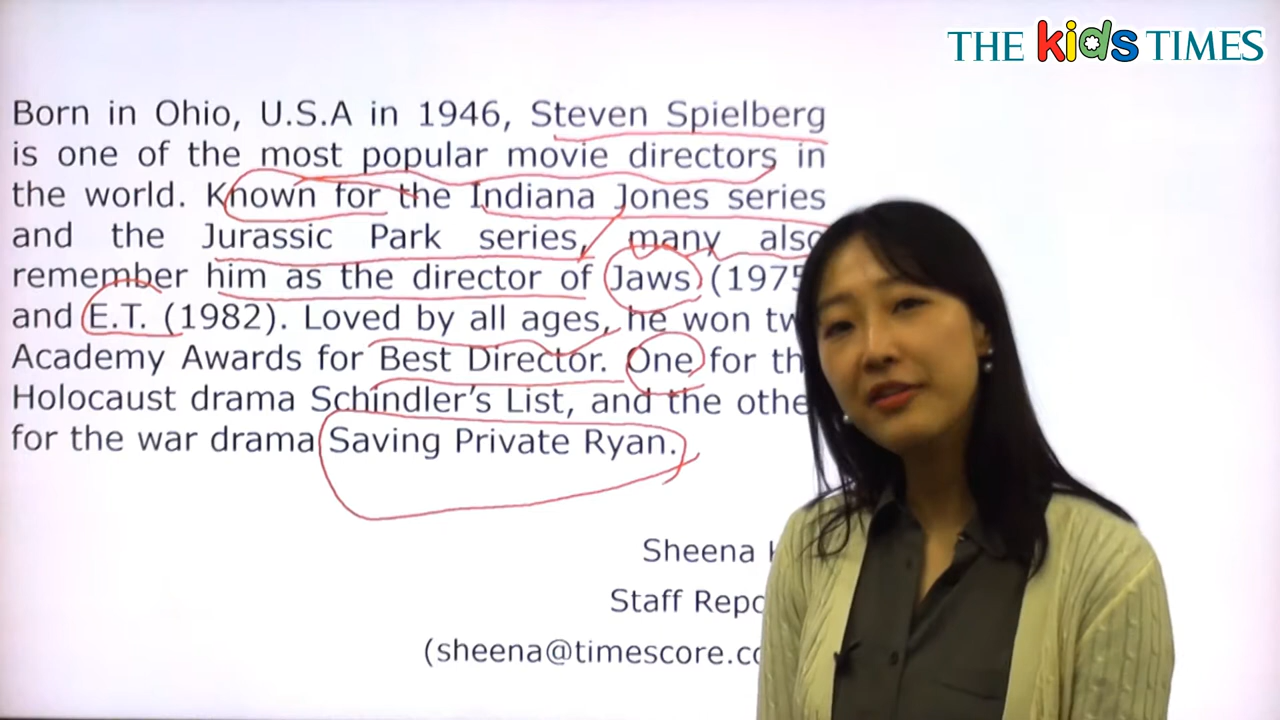 THE kids TIMES
Born in Ohio, U.S.A in 1946, Steven Spielberg
is one of the most popular movie directors in
the world. Known for the Indiana Jones series
and the Jurassic Park series, many also
remember him as the director of Jaws (1975
and E.T. (1982). Loved by all ages, he won
Academy Awards for Best Director. One for
Holocaust drama Schindler's List, and the
for the war drama Saving Private Ryan.
Sheena
Staff
(sheena@timescore.co